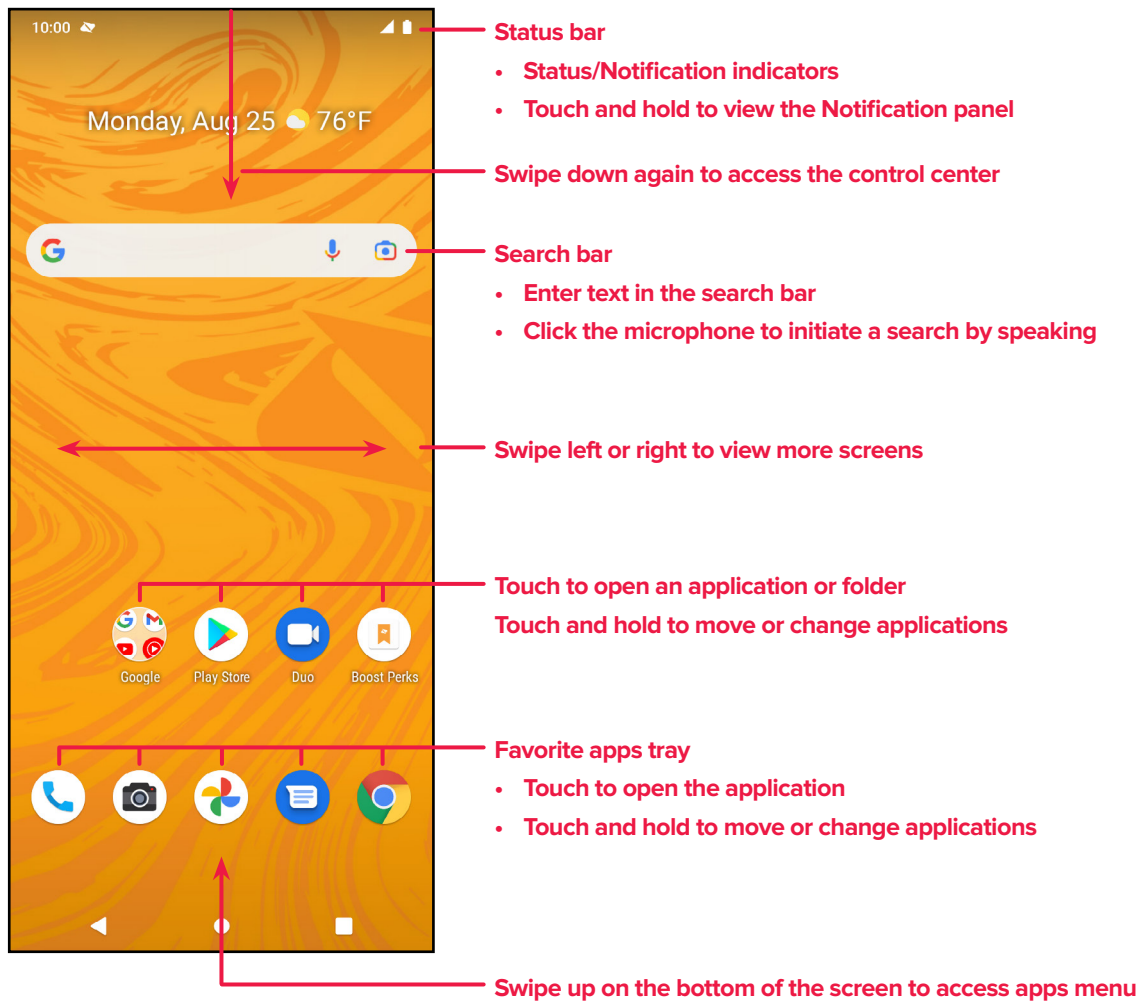 10:00
Monday, Aug 25 76°F
Status bar
• Status/Notification indicators
• Touch and hold to view the Notification panel
Swipe down again to access the control center
Search bar
• Enter text in the search bar
• Click the microphone to initiate a search by speaking
Swipe left or right to view more screens
Touch to open an application or folder
Touch and hold to move or change applications
Google Play Store Duo Boost Perks
Favorite apps tray
• Touch to open the application
• Touch and hold to move or change applications
Swipe up on the bottom of the screen to access apps menu